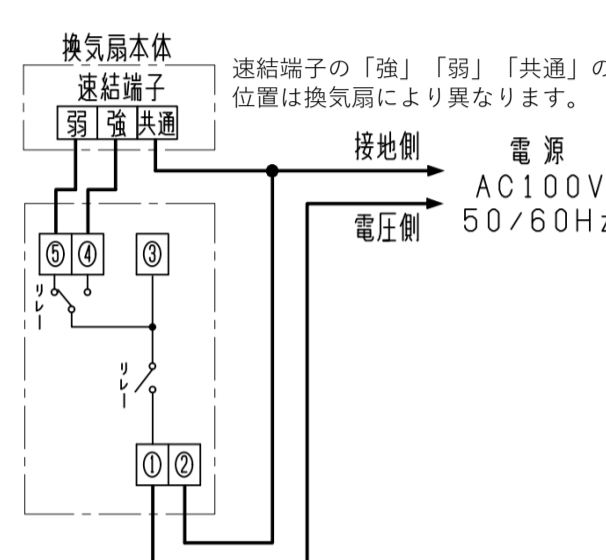 換気扇本体
速結端子
弱 強 共通
速結端子の「強」「弱」「共通」の
位置は換気扇により異なります。
接地側
電圧側
電源
AC100V
50/60Hz
⑤ ④ ③
リレー
リレー
① ②